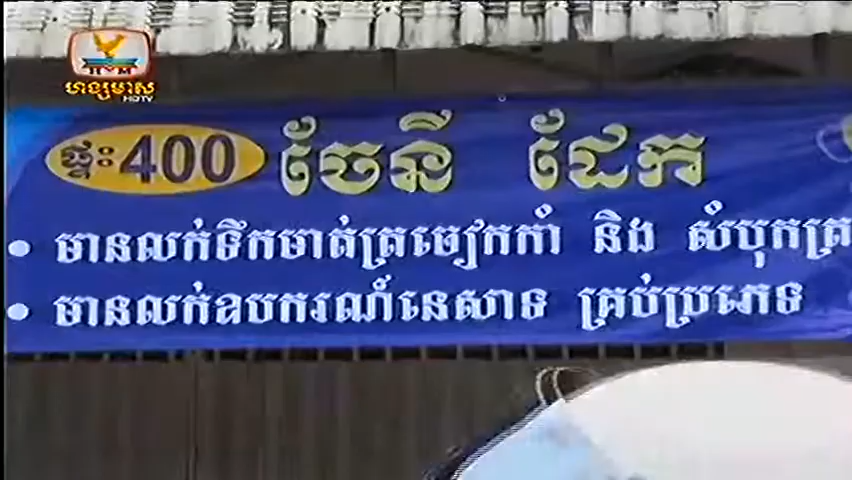 ហង្សមាស
HM
HDTV
ផ្ទះ 400 ចែនី ដែក
មានលក់ទឹកមាត់ត្រចៀកកាំ និង សំបុកត្រ
មានលក់ឧបករណ៍នេសាទ គ្រប់ប្រភេទ